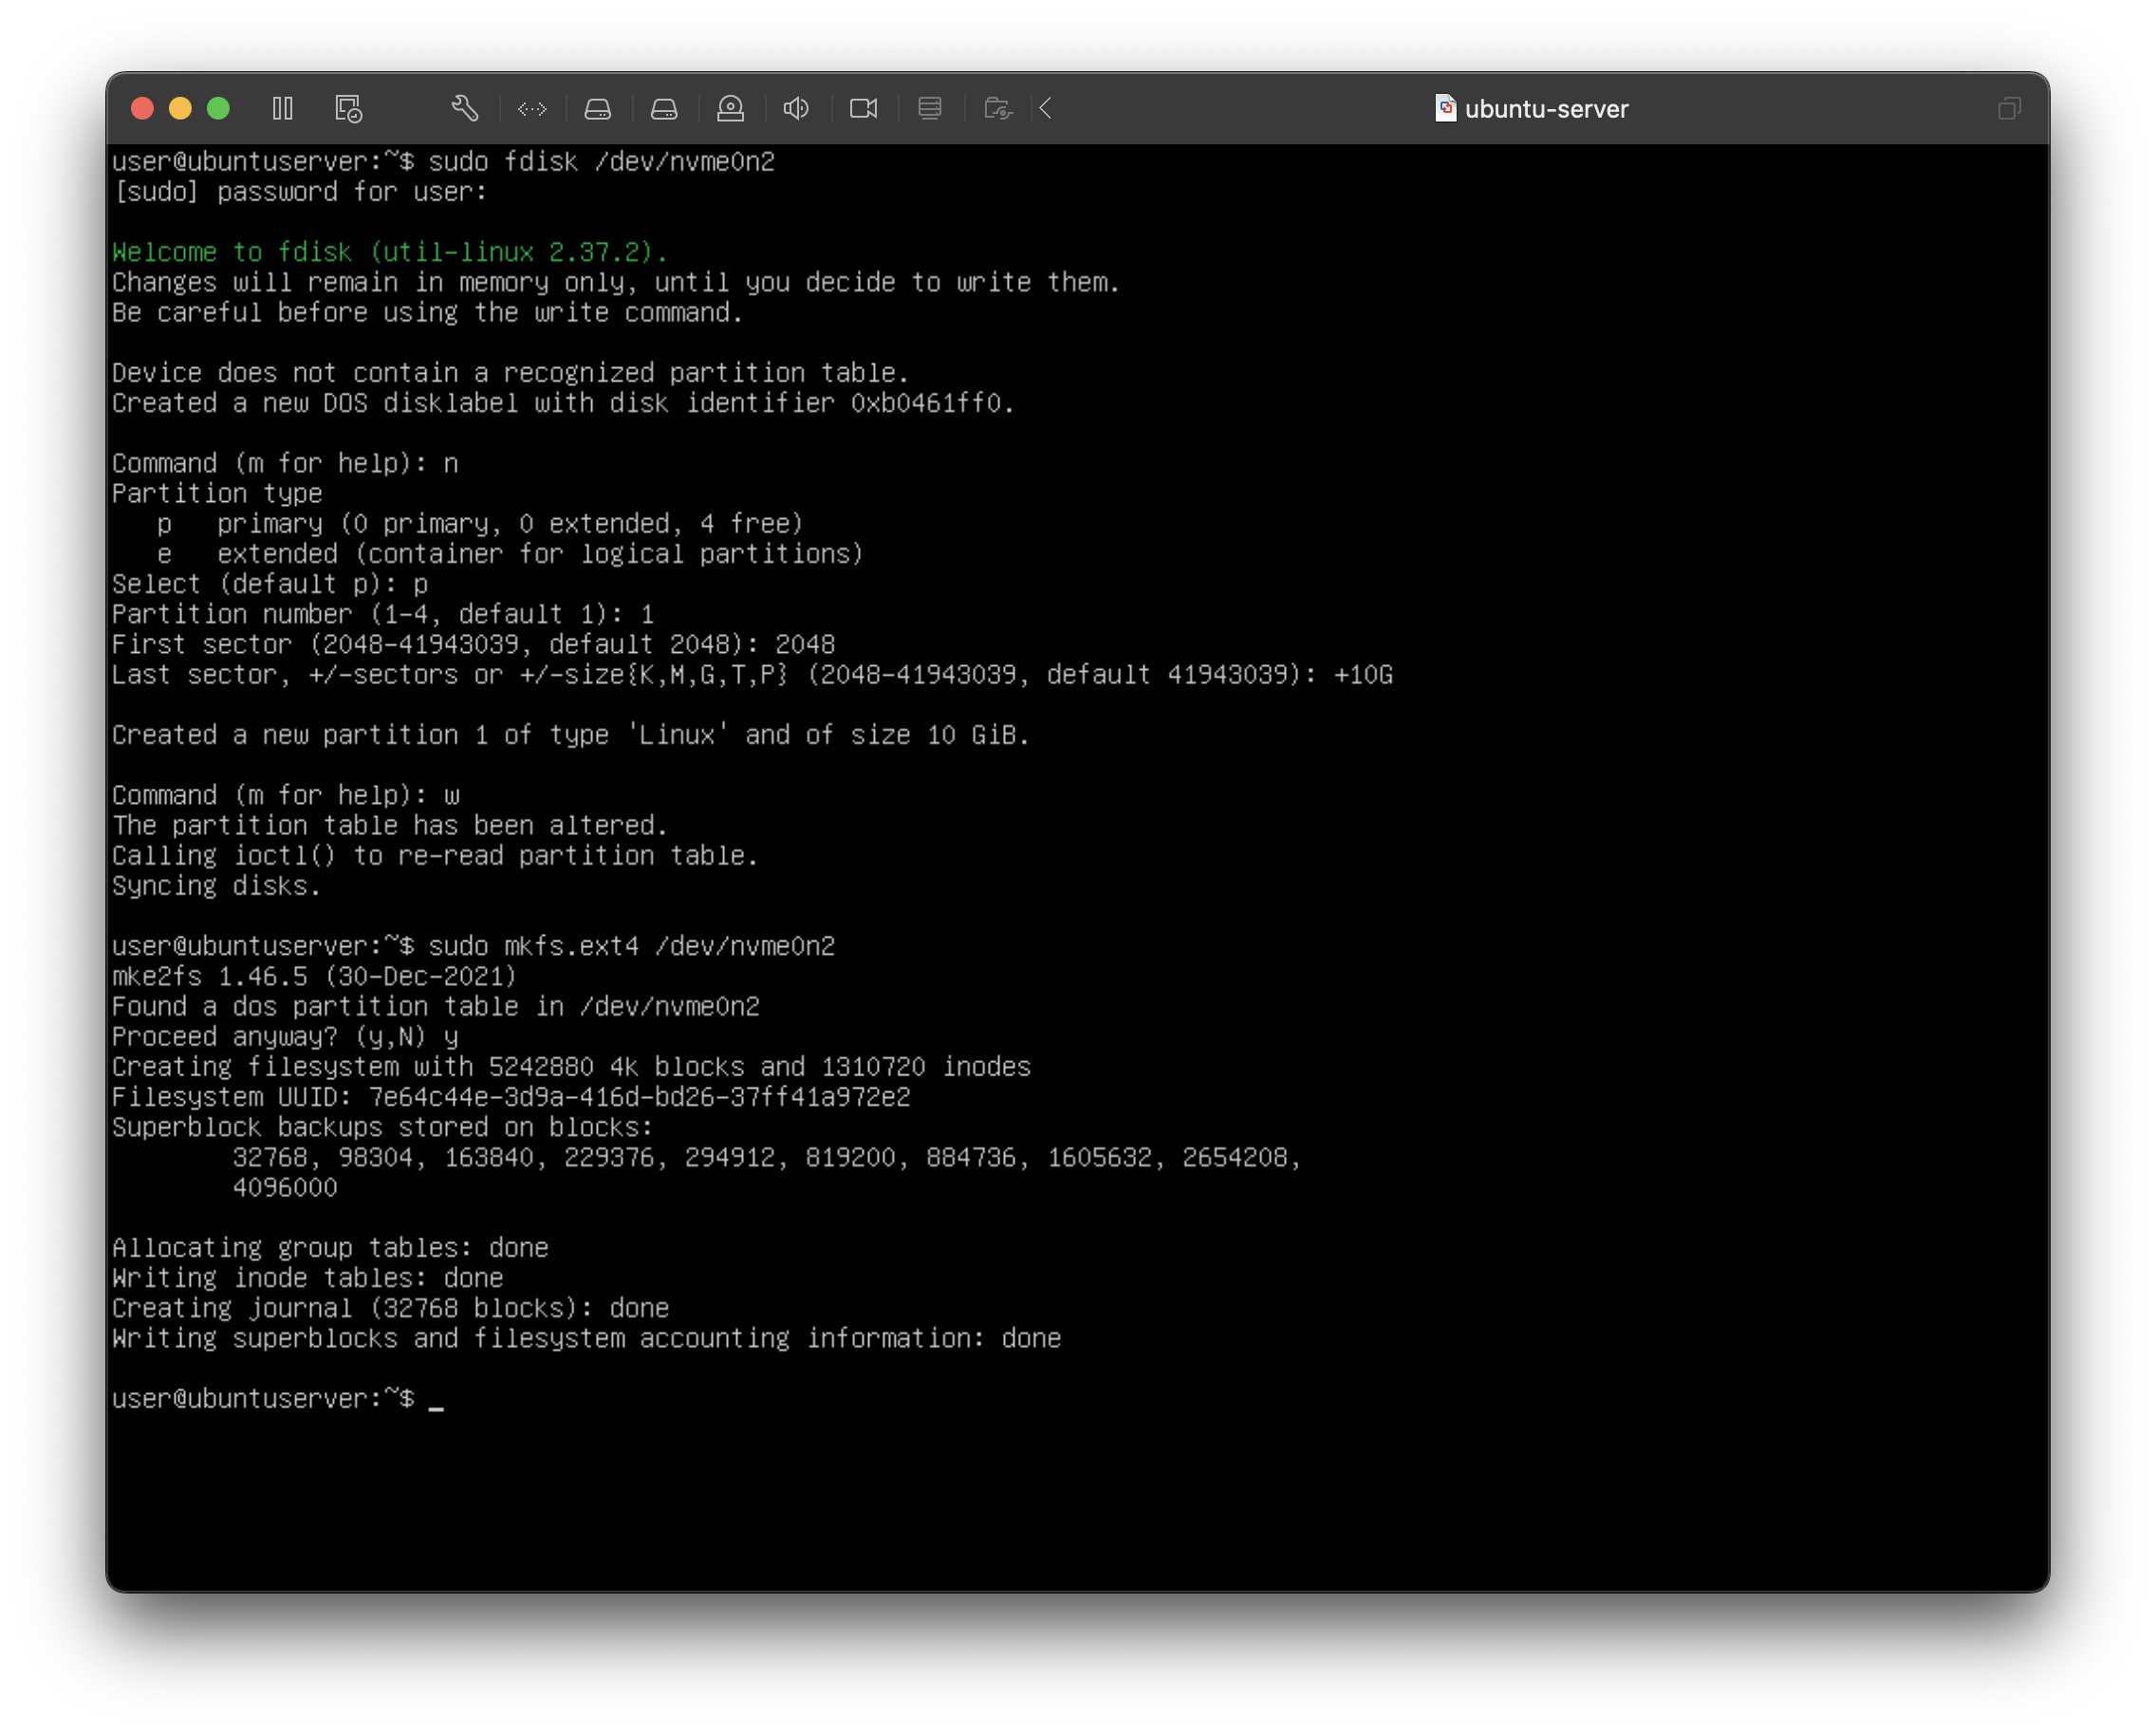 ubuntu-server
user@ubuntuserver:~$ sudo fdisk /dev/nvme0n2
[sudo] password for user:
Welcome to fdisk (util-linux 2.37.2).
Changes will remain in memory only, until you decide to write them.
Be careful before using the write command.
Device does not contain a recognized partition table.
Created a new DOS disklabel with disk identifier 0xb0461ff0.
Command (m for help): n
Partition type
   p   primary (0 primary, 0 extended, 4 free)
   e   extended (container for logical partitions)
Select (default p): p
Partition number (1-4, default 1): 1
First sector (2048-41943039, default 2048): 2048
Last sector, +/-sectors or +/-size{K,M,G,T,P} (2048-41943039, default 41943039): +10G
Created a new partition 1 of type 'Linux' and of size 10 GiB.
Command (m for help): w
The partition table has been altered.
Calling ioctl() to re-read partition table.
Syncing disks.
user@ubuntuserver:~$ sudo mkfs.ext4 /dev/nvme0n2
mke2fs 1.46.5 (30-Dec-2021)
Found a dos partition table in /dev/nvme0n2
Proceed anyway? (y,N) y
Creating filesystem with 5242880 4k blocks and 1310720 inodes
Filesystem UUID: 7e64c44e-3d9a-416d-bd26-37ff41a972e2
Superblock backups stored on blocks:
        32768, 98304, 163840, 229376, 294912, 819200, 884736, 1605632, 2654208,
        4096000
Allocating group tables: done
Writing inode tables: done
Creating journal (32768 blocks): done
Writing superblocks and filesystem accounting information: done
user@ubuntuserver:~$ _